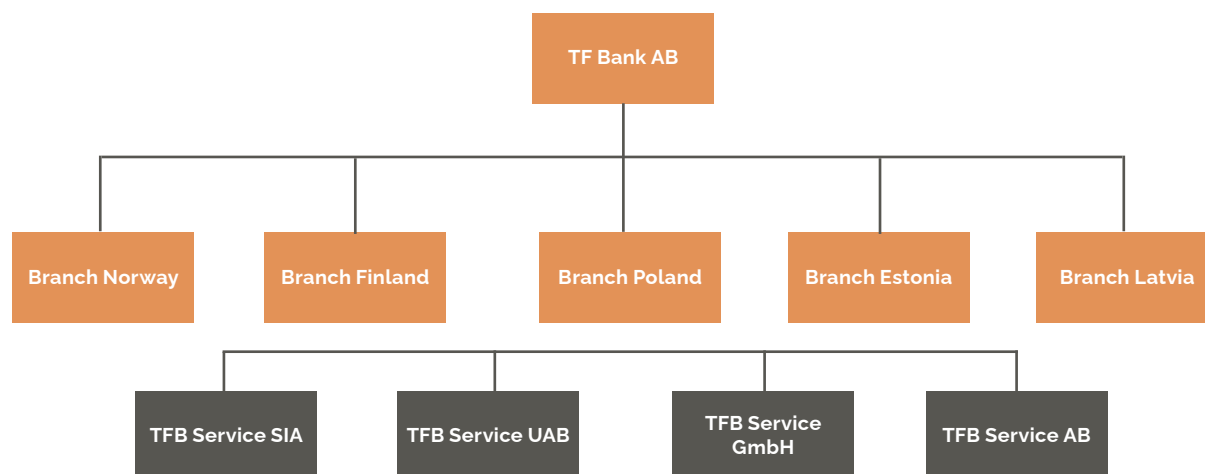 TF Bank AB
Branch Norway
Branch Finland
Branch Poland
Branch Estonia
Branch Latvia
TFB Service SIA
TFB Service UAB
TFB Service
GmbH
TFB Service AB